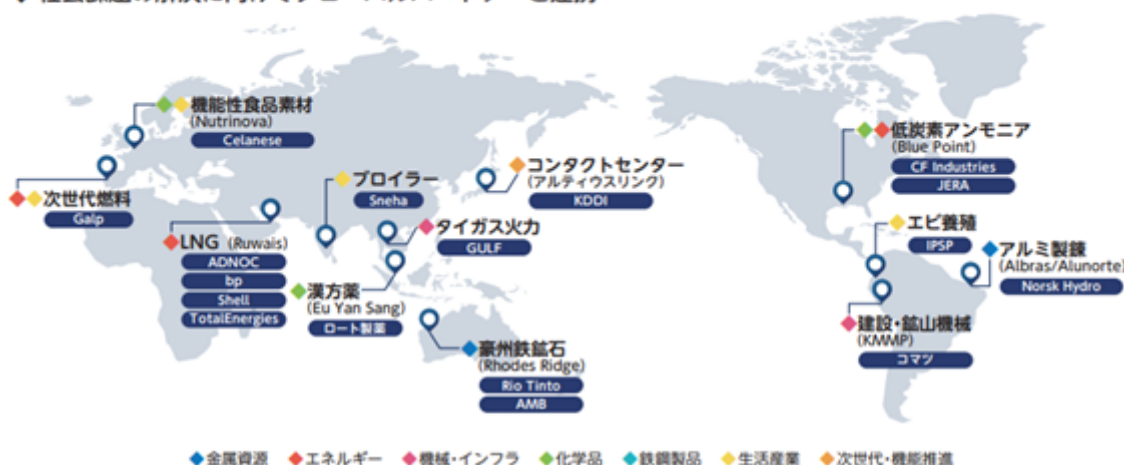 機能性食品素材
(Nutrinova)
Celanese
次世代燃料
Galp
LNG (Ruwais)
ADNOC
bp
Shell
TotalEnergies
ブロイラー
Sneha
コンタクトセンター
(アルティウスリンク)
KDDI
タイガス火力
GULF
漢方薬
(Eu Yan Sang)
ロート製薬
豪州鉄鉱石
(Rhodes Ridge)
Rio Tinto
AMB
低炭素アンモニア
(Blue Point)
CF Industries
JERA
エビ養殖
IPSP
アルミ製錬
(Albras/Alunorte)
Norsk Hydro
建設・鉱山機械
(KMMP)
コマツ
◆金属資源 ◆エネルギー ◆機械・インフラ ◆化学品 ◆鉄鋼製品 ◆生活産業 ◆次世代・機能推進